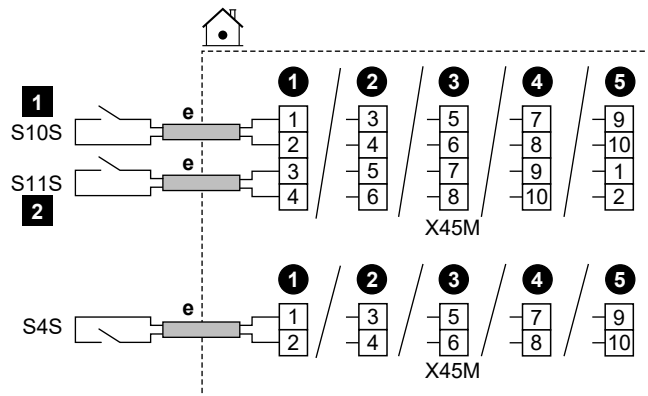 1 2 3 4 5
1
S10S
e
1 3 5 7 9
2 4 6 8 10
S11S
e
3 5 7 9 1
4 6 8 10 2
2
X45M
1 2 3 4 5
S4S
e
1 3 5 7 9
2 4 6 8 10
X45M